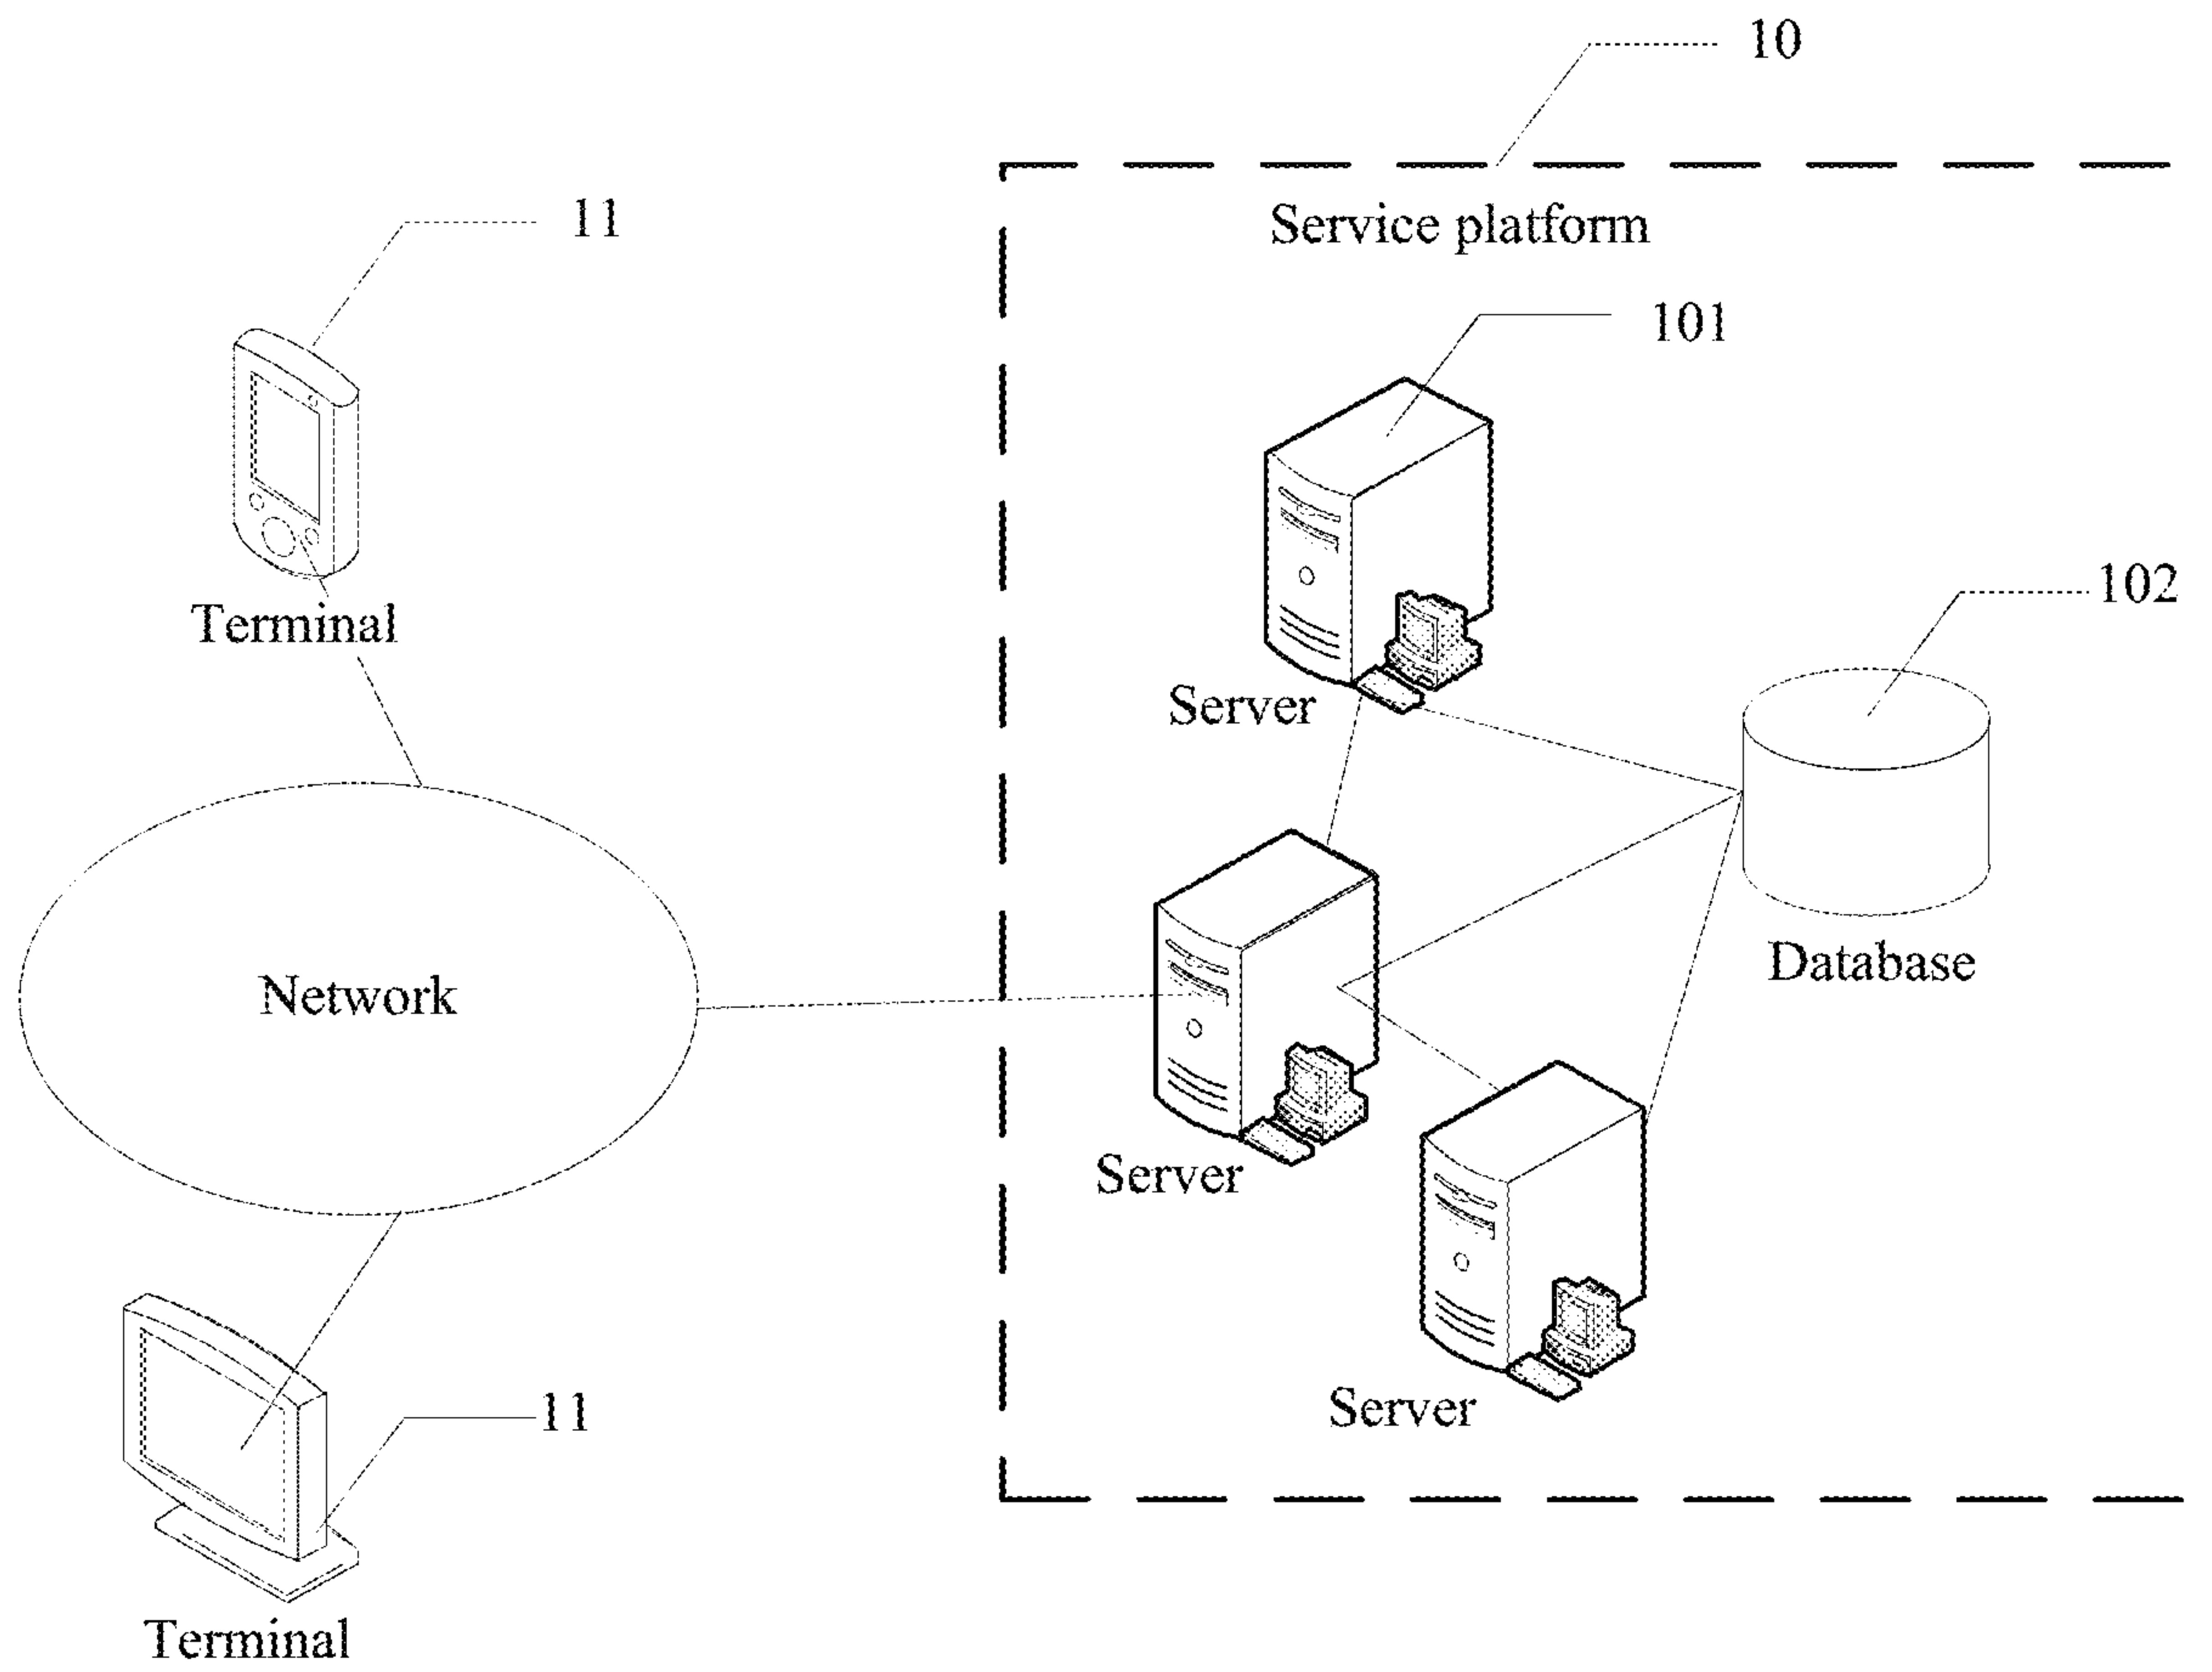 10
11
Service platform
101
102
Terminal
Server
Database
Network
Server
Server
11
Terminal